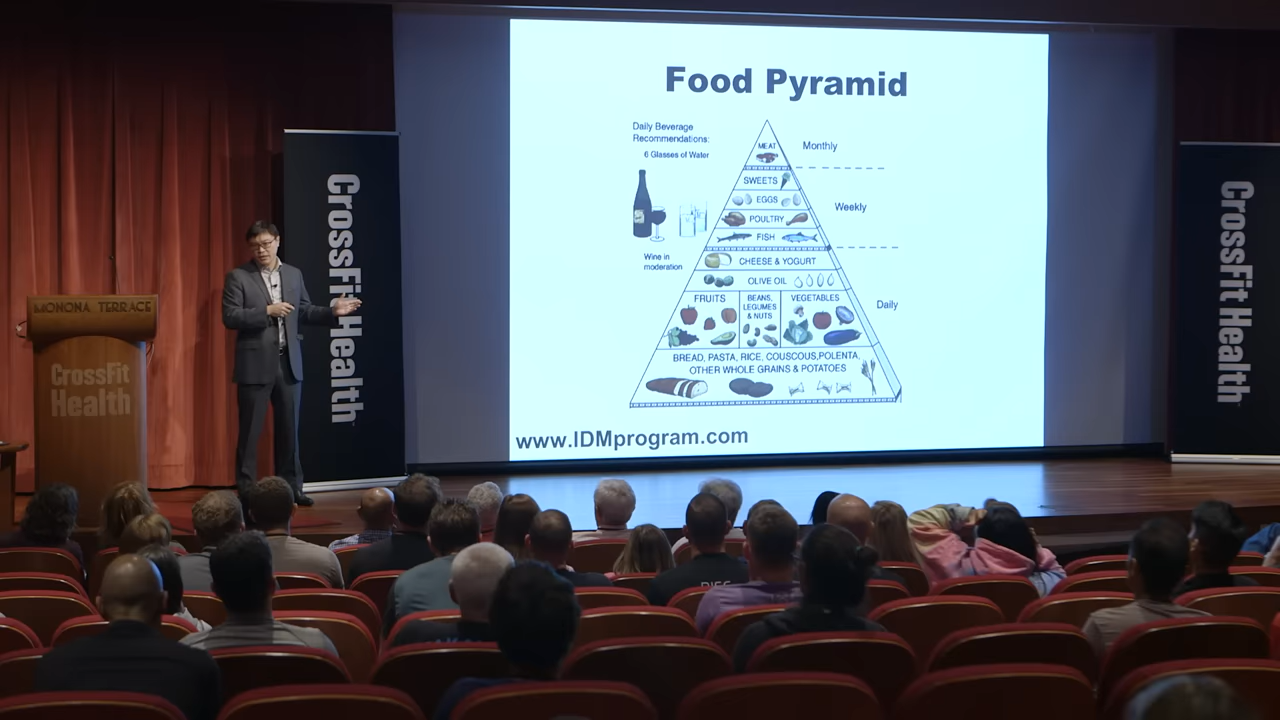 Food Pyramid
Daily Beverage
Recommendations:
6 Glasses of Water
Wine in
moderation
MEAT
Monthly
SWEETS
EGGS
Weekly
POULTRY
FISH
CHEESE & YOGURT
OLIVE OIL
FRUITS
BEANS,
LEGUMES
& NUTS
VEGETABLES
Daily
BREAD, PASTA, RICE, COUSCOUS,POLENTA,
OTHER WHOLE GRAINS & POTATOES
www.IDMprogram.com
CrossFit Health
MONONA TERRACE
CrossFit
Health
CrossFit Health